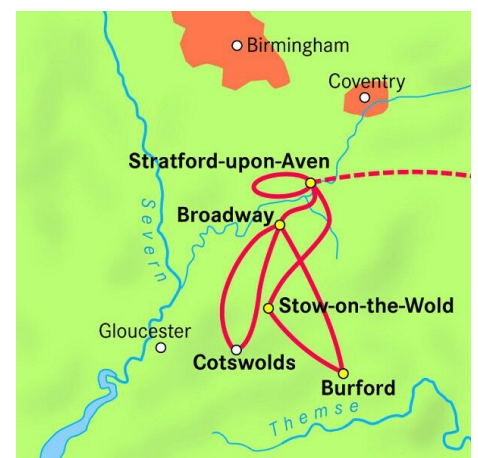 Birmingham
Coventry
Stratford-upon-Aven
Broadway
Severn
Stow-on-the-Wold
Gloucester
Cotswolds
Burford
Themse